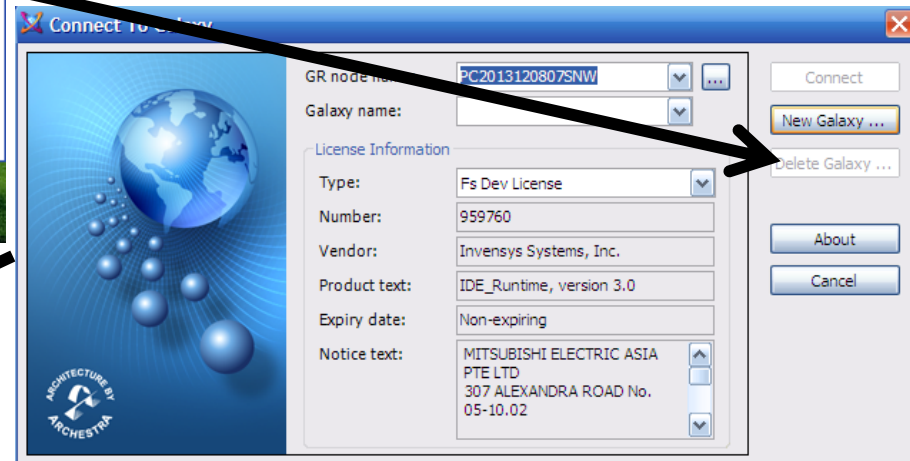 Connect To Galaxy
GR node
PC2013120807SNW
...
Connect
Galaxy name:
New Galaxy ...
License Information
Delete Galaxy ...
Type:
Fs Dev License
Number:
959760
Vendor:
Invensys Systems, Inc.
About
Product text:
IDE_Runtime, version 3.0
Cancel
Expiry date:
Non-expiring
Notice text:
MITSUBISHI ELECTRIC ASIA
PTE LTD
307 ALEXANDRA ROAD No.
05-10.02
ARCHITECTURE BY
ARCHESTRA